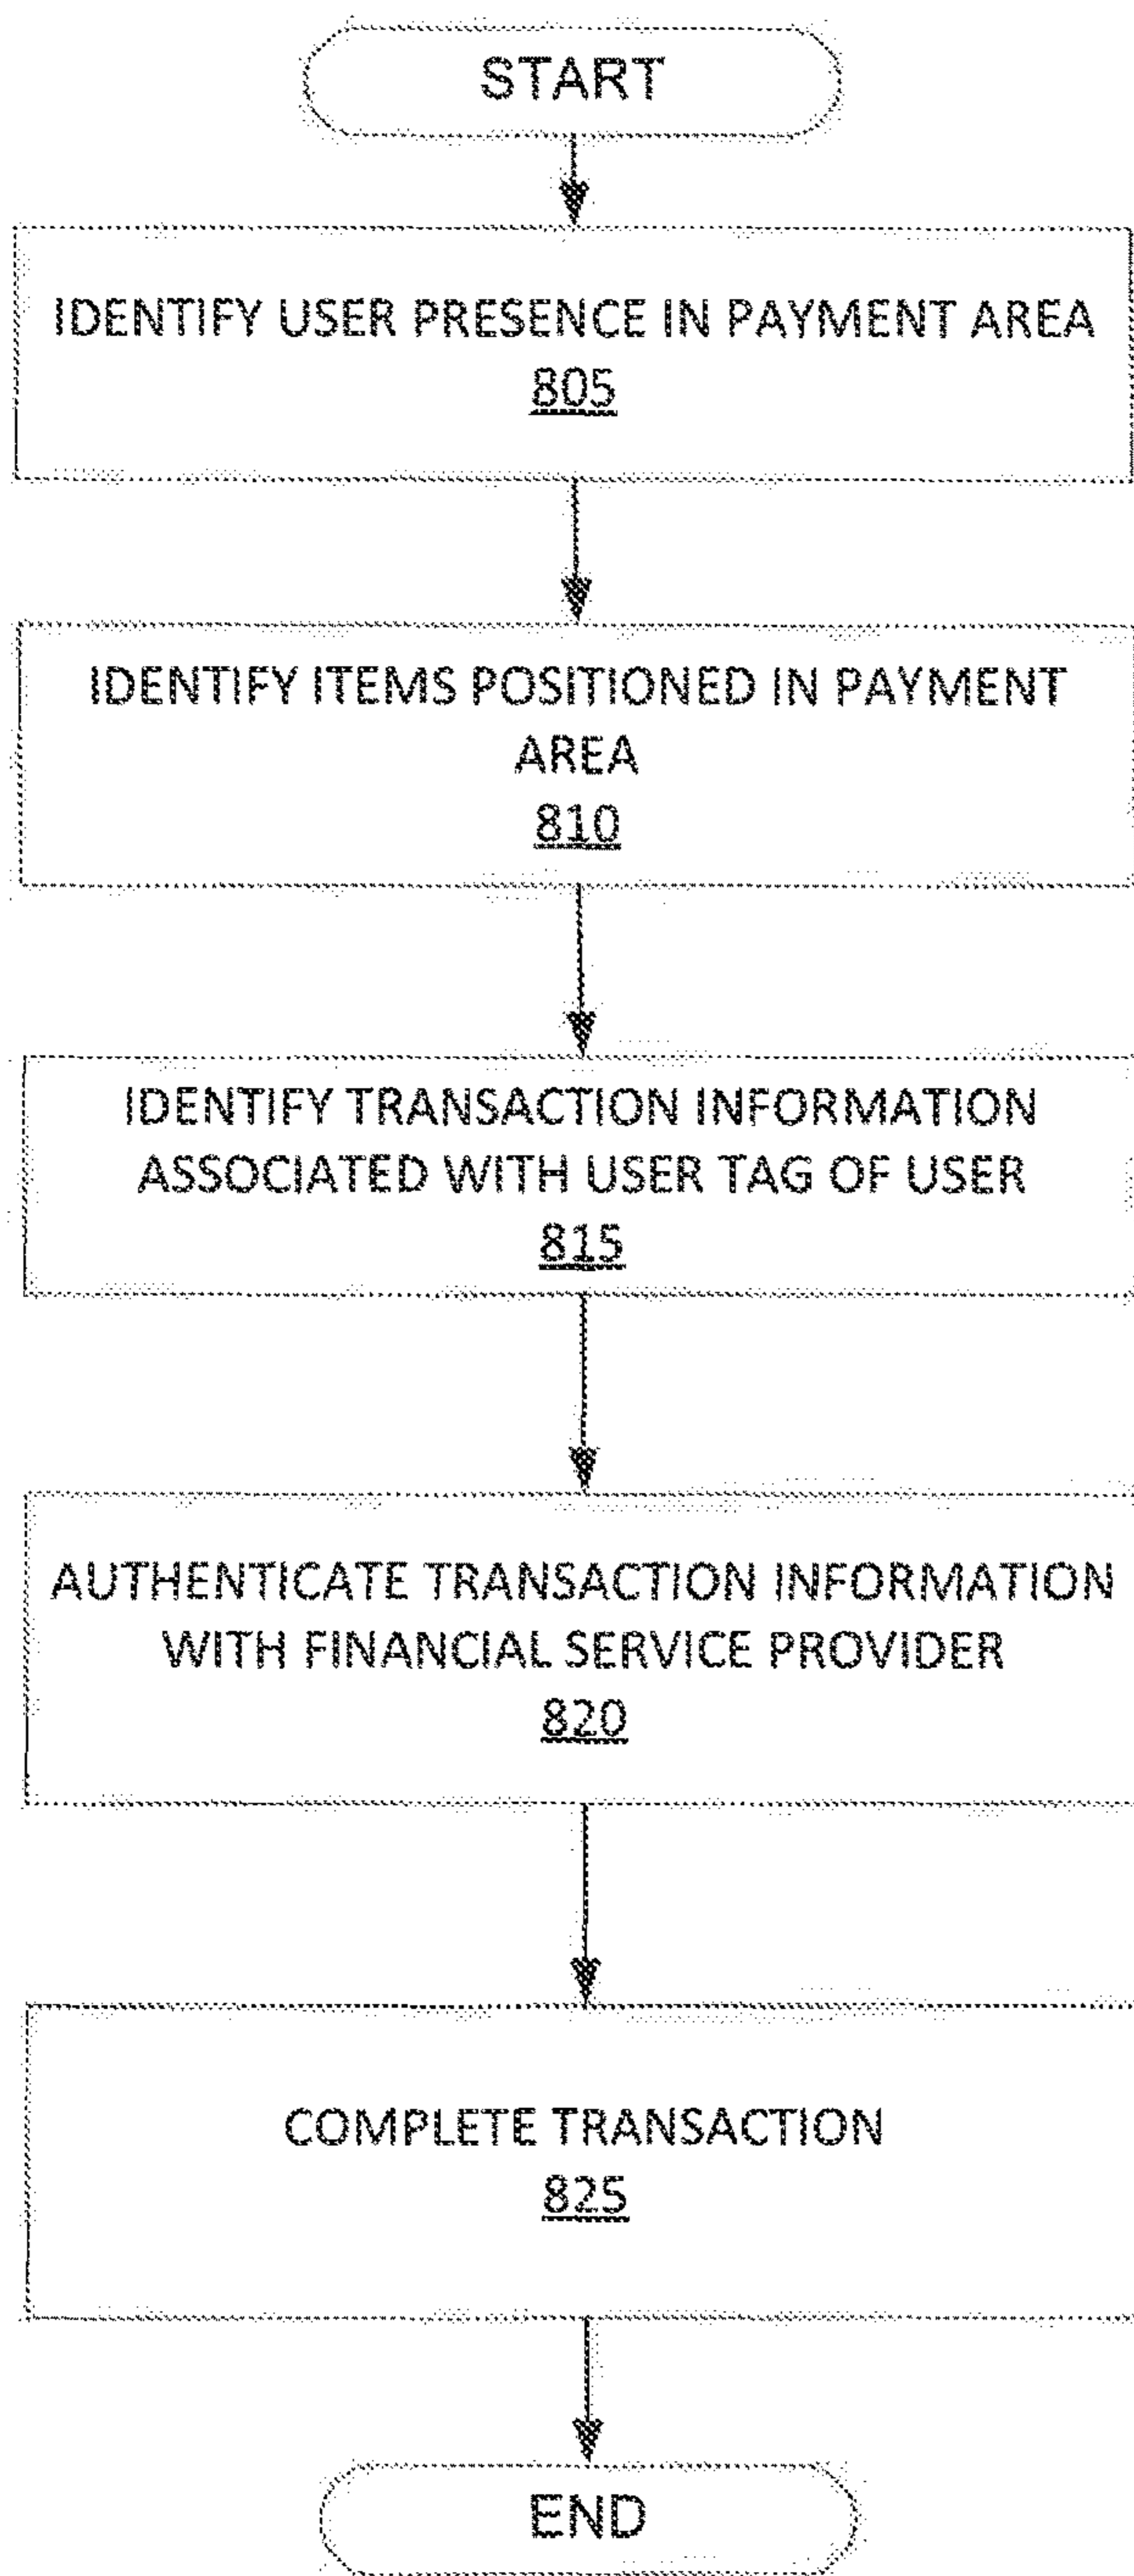 START
IDENTIFY USER PRESENCE IN PAYMENT AREA
805
IDENTIFY ITEMS POSITIONED IN PAYMENT
AREA
810
IDENTIFY TRANSACTION INFORMATION
ASSOCIATED WITH USER TAG OF USER
815
AUTHENTICATE TRANSACTION INFORMATION
WITH FINANCIAL SERVICE PROVIDER
820
COMPLETE TRANSACTION
825
END